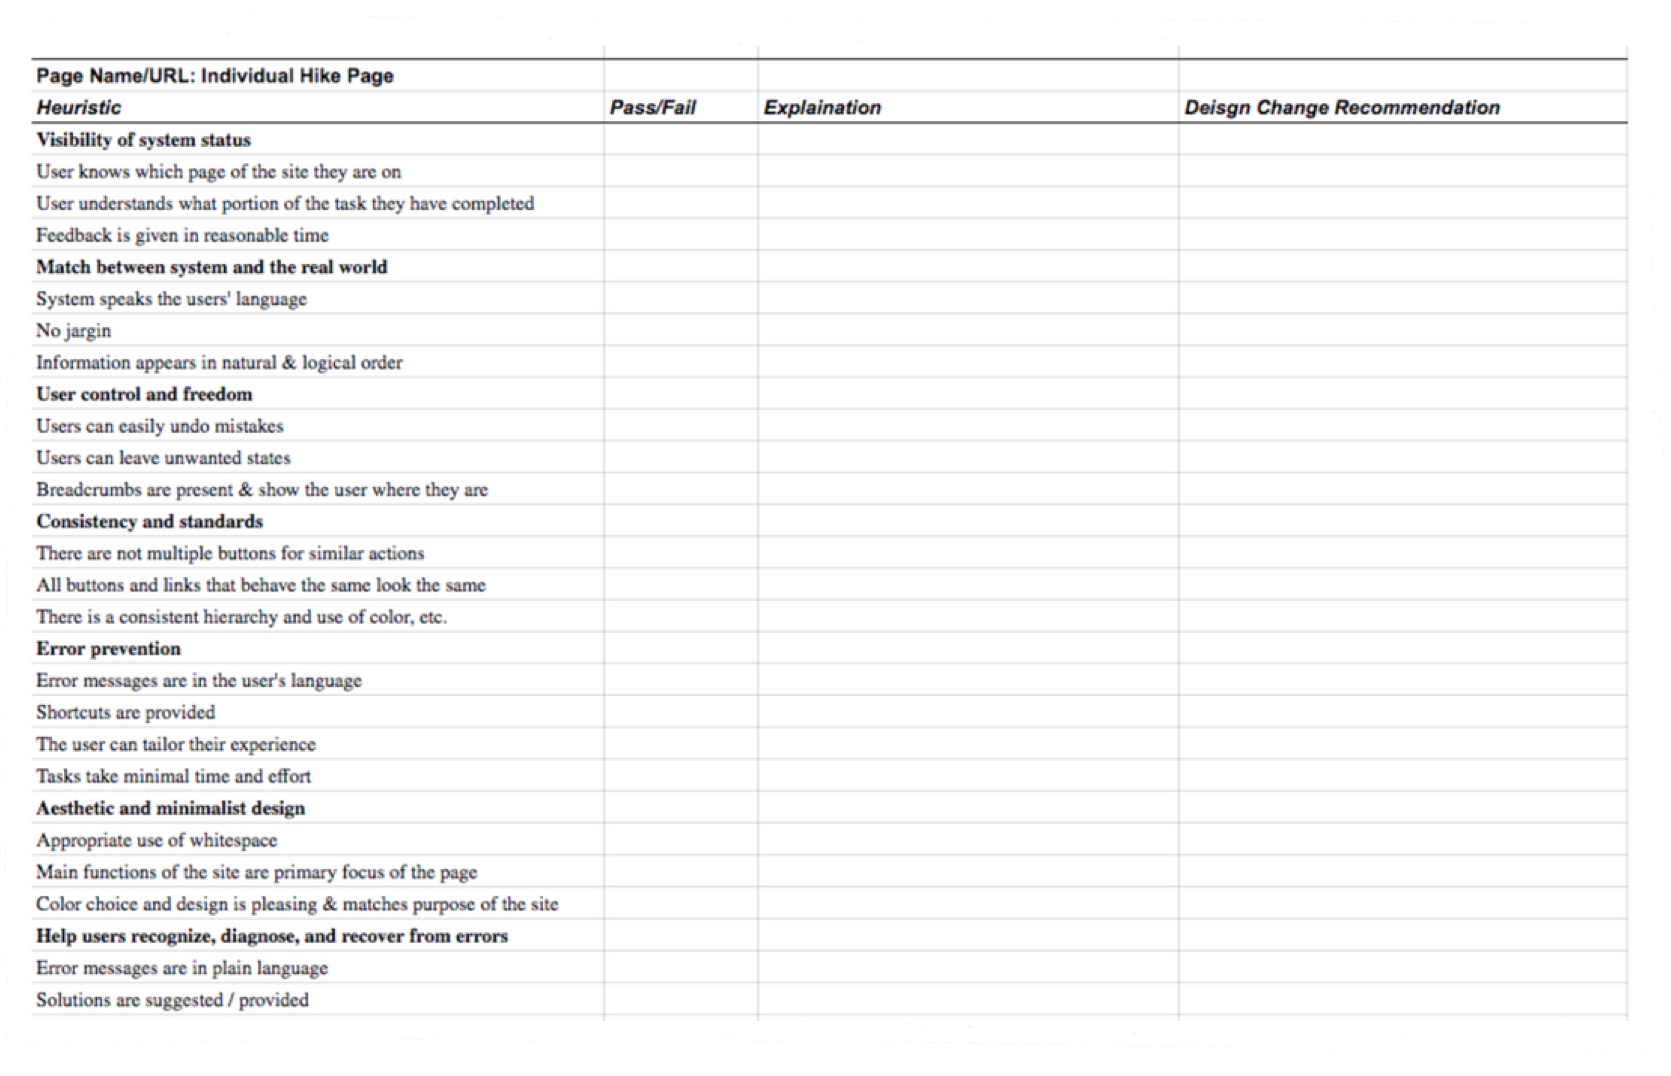 Page Name/URL: Individual Hike Page
Heuristic Pass/Fail Explaination Deisgn Change Recommendation
Visibility of system status
User knows which page of the site they are on
User understands what portion of the task they have completed
Feedback is given in reasonable time
Match between system and the real world
System speaks the users' language
No jargin
Information appears in natural & logical order
User control and freedom
Users can easily undo mistakes
Users can leave unwanted states
Breadcrumbs are present & show the user where they are
Consistency and standards
There are not multiple buttons for similar actions
All buttons and links that behave the same look the same
There is a consistent hierarchy and use of color, etc.
Error prevention
Error messages are in the user's language
Shortcuts are provided
The user can tailor their experience
Tasks take minimal time and effort
Aesthetic and minimalist design
Appropriate use of whitespace
Main functions of the site are primary focus of the page
Color choice and design is pleasing & matches purpose of the site
Help users recognize, diagnose, and recover from errors
Error messages are in plain language
Solutions are suggested / provided